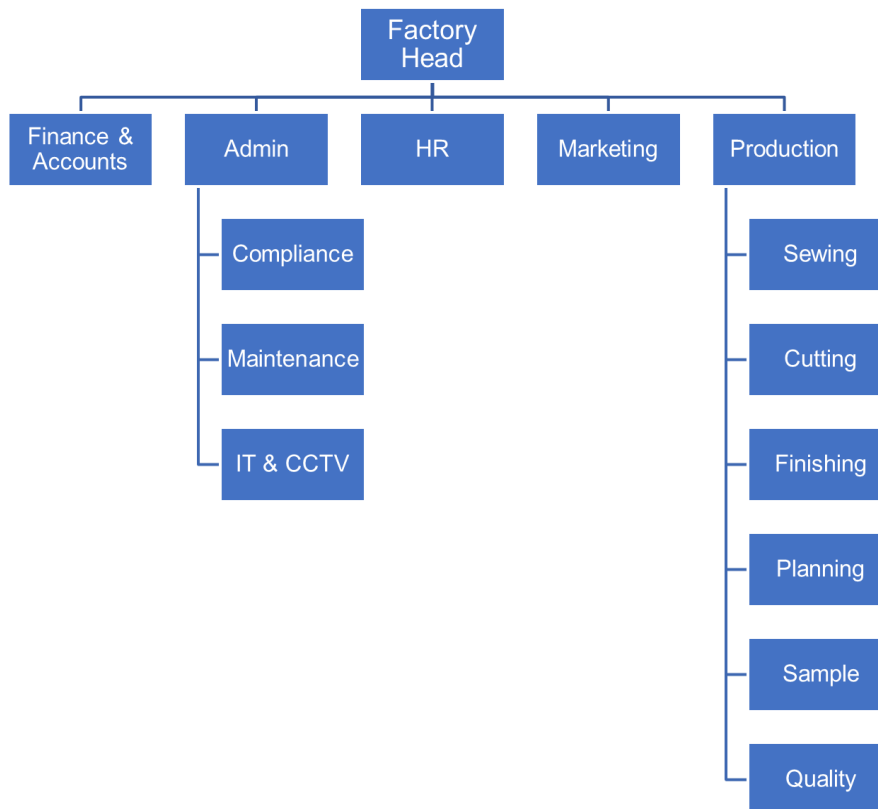 Factory
Head
Finance &
Accounts
Admin
HR
Marketing
Production
Compliance
Maintenance
IT & CCTV
Sewing
Cutting
Finishing
Planning
Sample
Quality